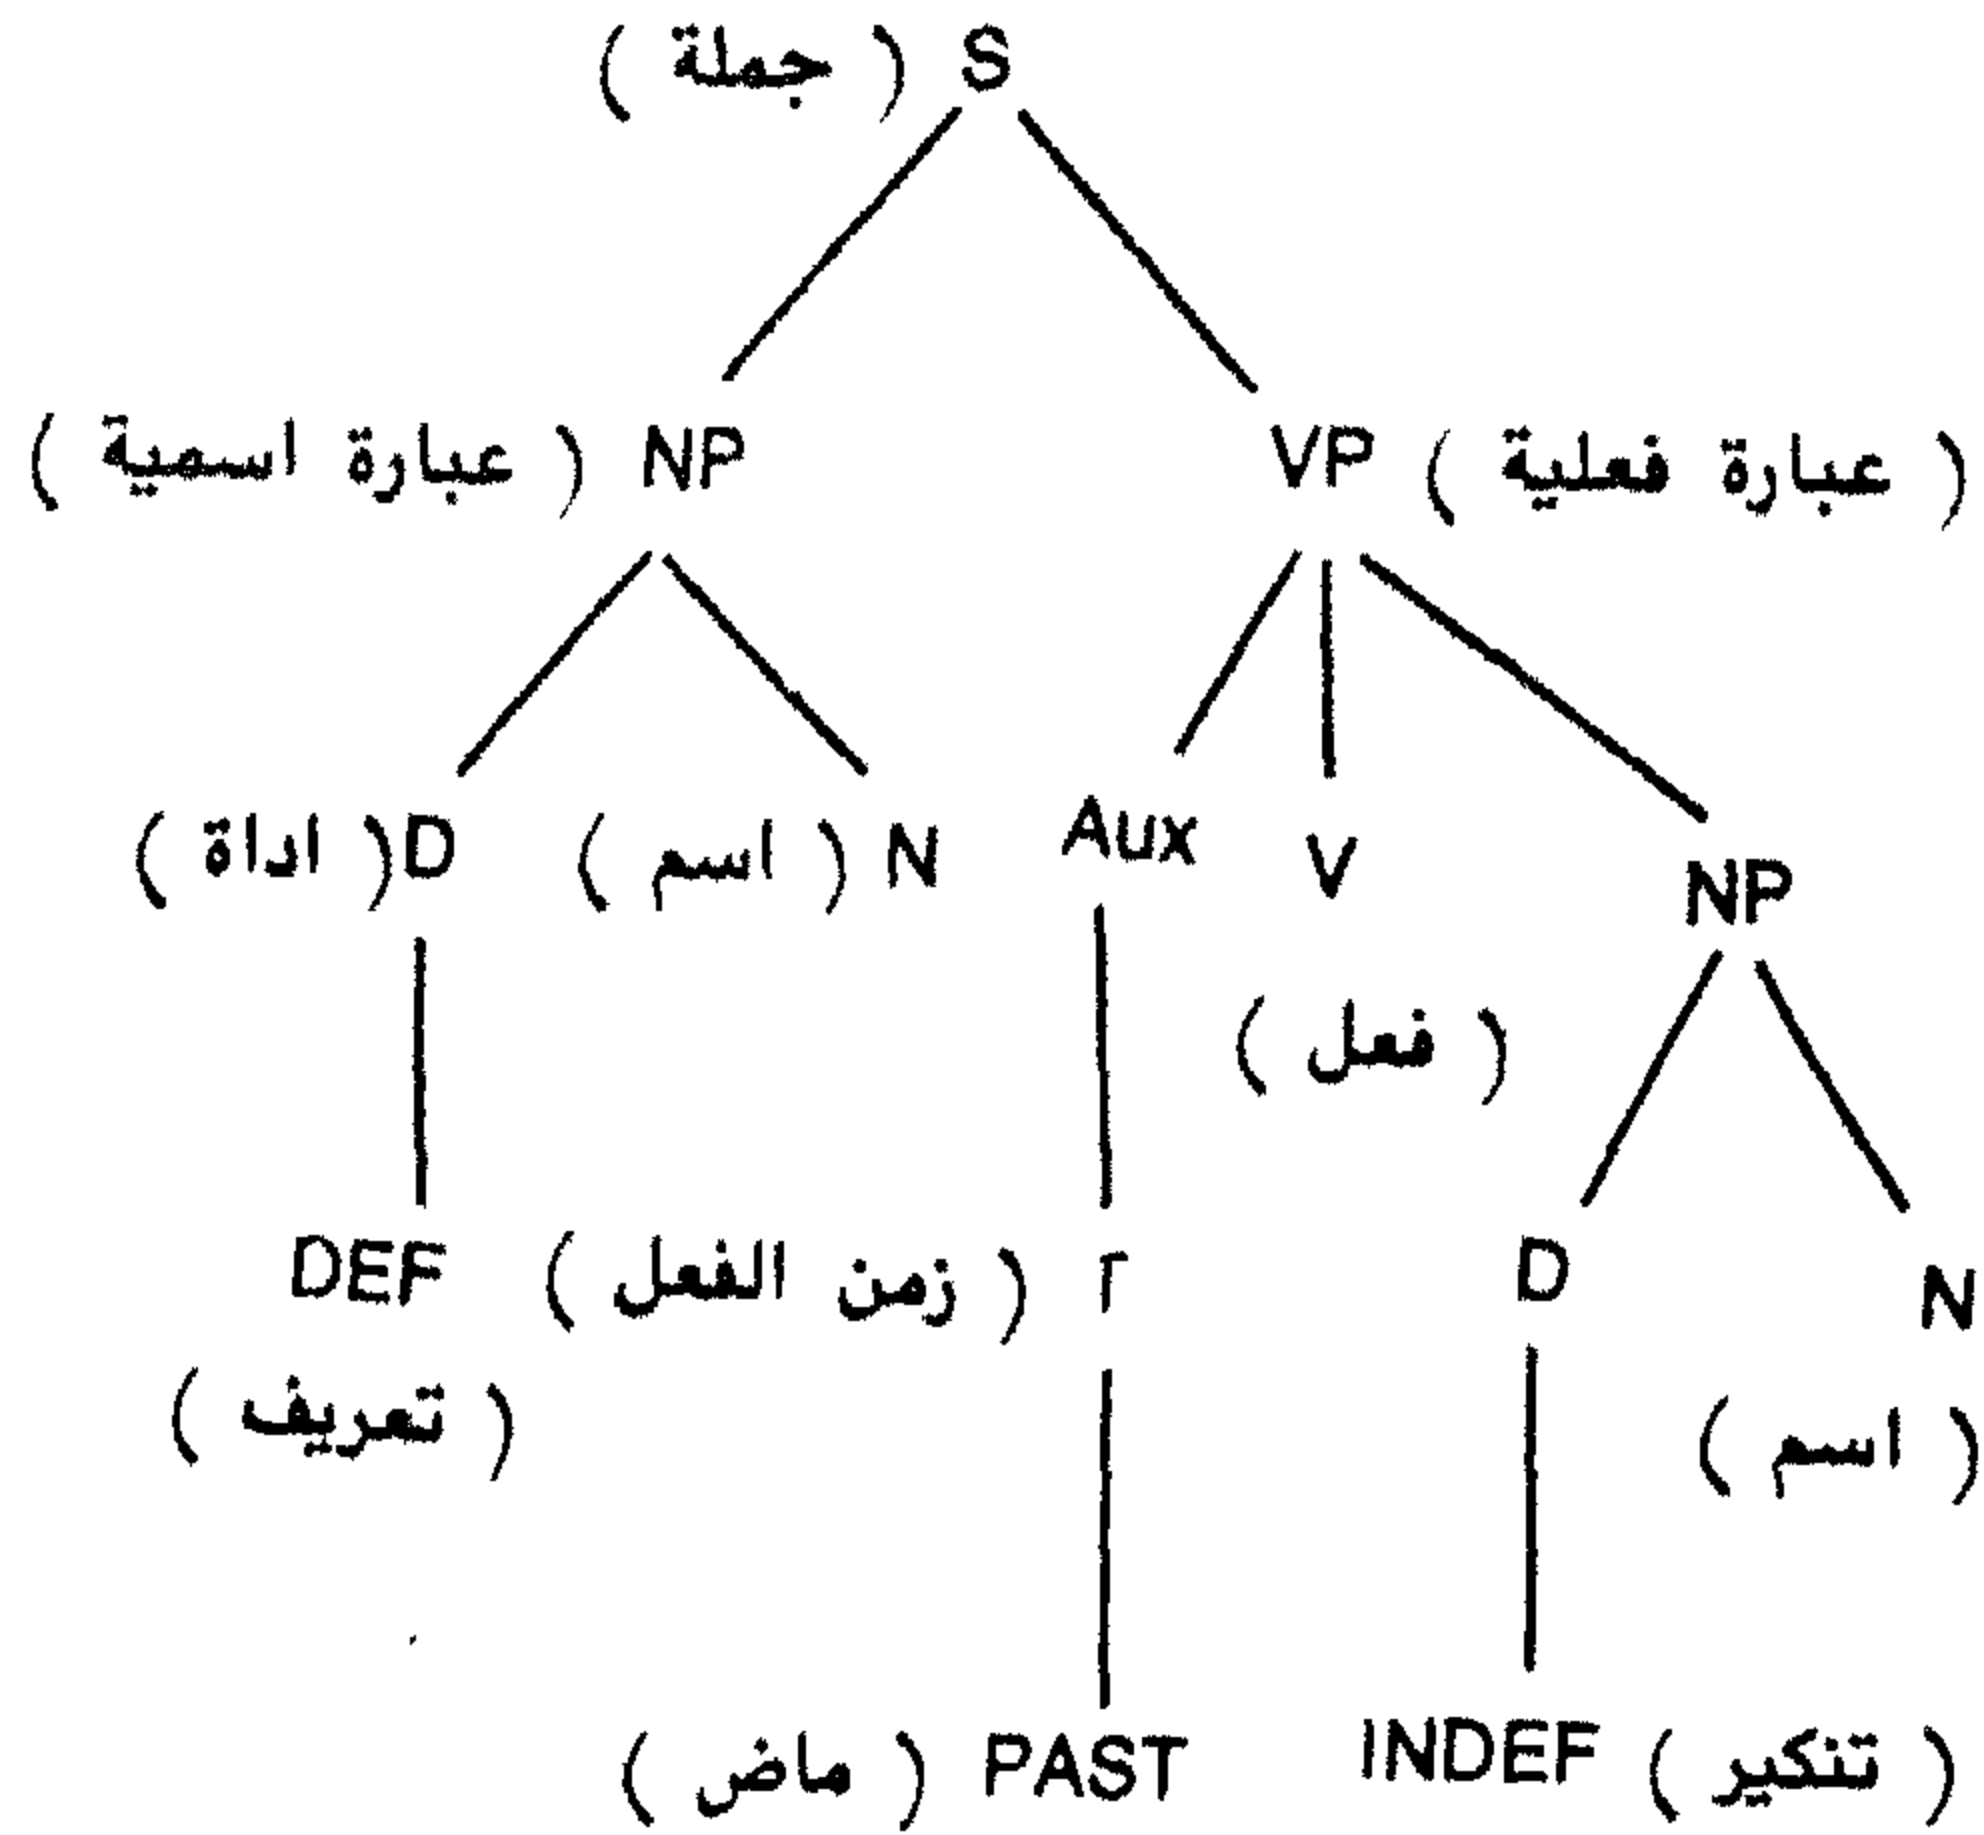 S ( جملة )
NP ( عبارة اسمية ) VP ( عبارة فعلية )
D ( اداة ) N ( اسم ) Aux V NP
( فعل )
DEF T ( زمن الفعل ) D N
( تعريف ) ( اسم )
PAST ( ماض ) INDEF ( تنكير )